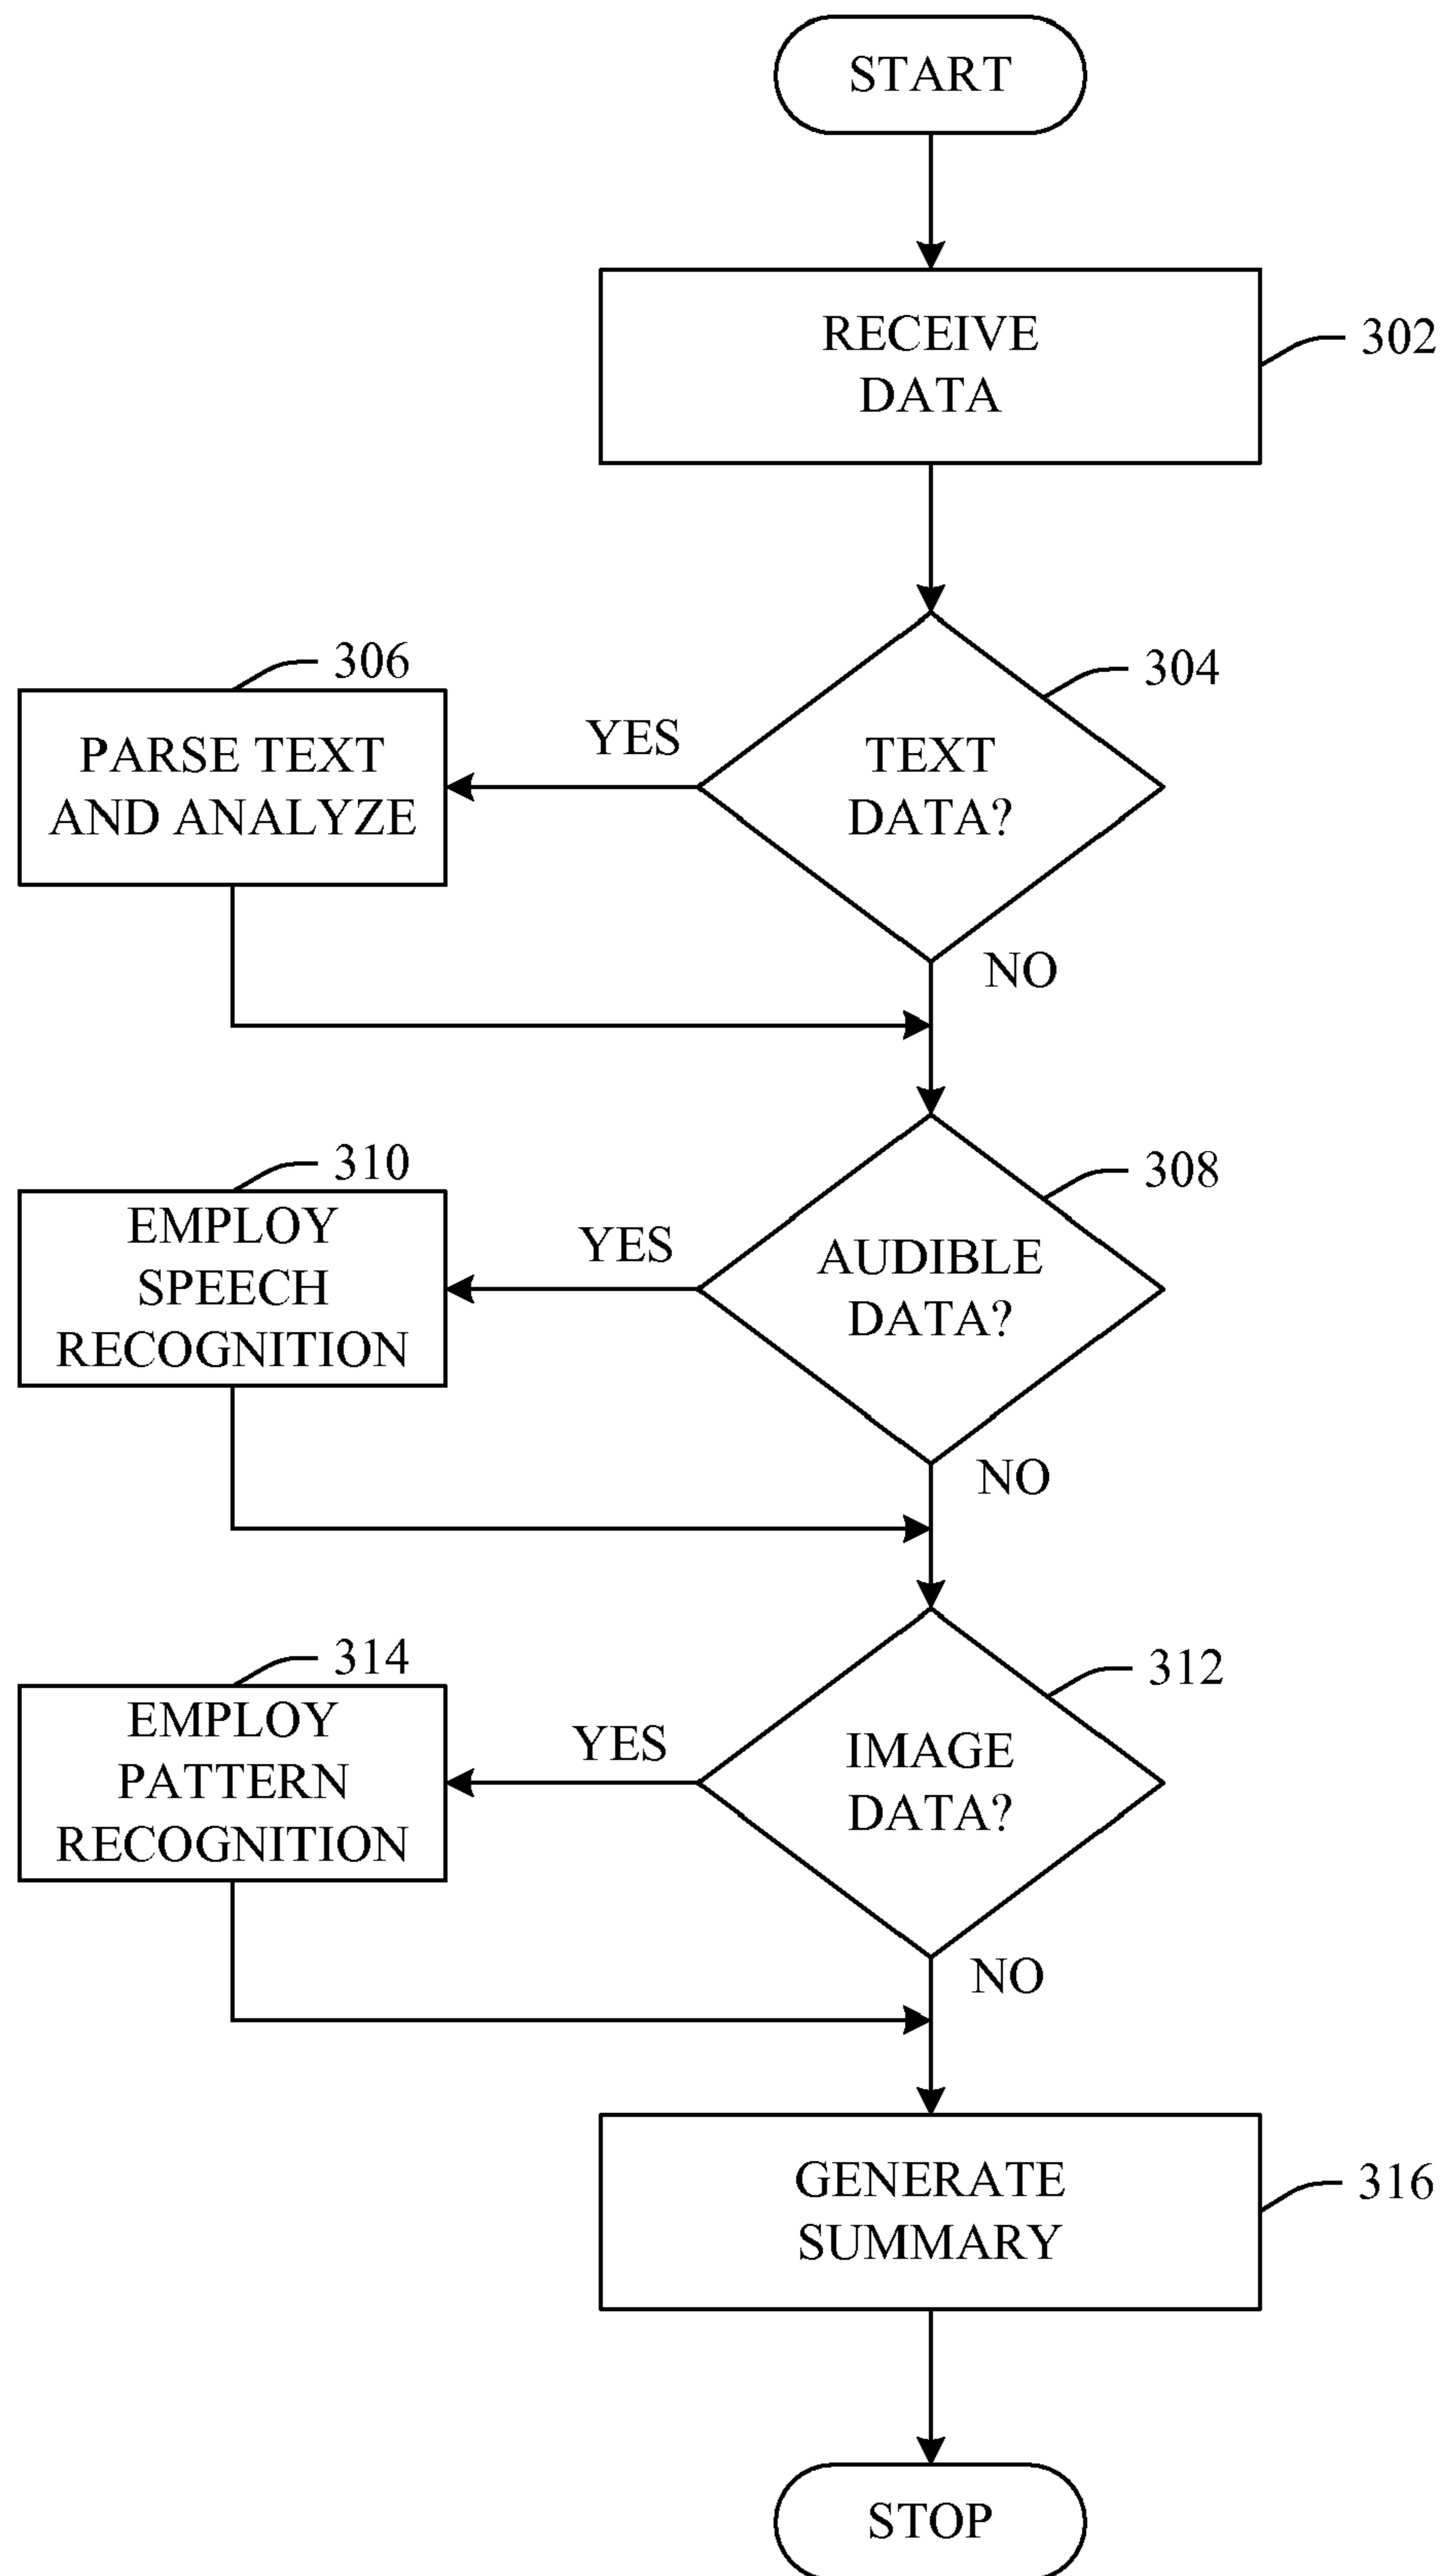 START
RECEIVE
DATA
302
306
304
PARSE TEXT
AND ANALYZE
YES
TEXT
DATA?
NO
310
308
EMPLOY
SPEECH
RECOGNITION
YES
AUDIBLE
DATA?
NO
314
312
EMPLOY
PATTERN
RECOGNITION
YES
IMAGE
DATA?
NO
GENERATE
SUMMARY
316
STOP